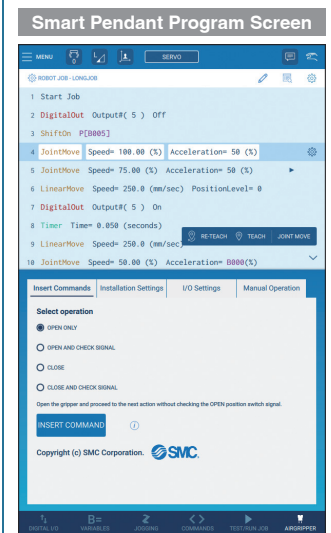 Smart Pendant Program Screen
MENU SERVO
ROBOT JOB - LONGJOB
1 Start Job
2 DigitalOut Output#( 5 ) Off
3 ShiftOn P[B005]
4 JointMove Speed= 100.00 (%) Acceleration= 50 (%)
5 JointMove Speed= 75.00 (%) Acceleration= 50 (%)
6 LinearMove Speed= 250.0 (mm/sec) PositionLevel= 0
7 DigitalOut Output#( 5 ) On
8 Timer Time= 0.050 (seconds)
RE-TEACH TEACH JOINT MOVE
9 LinearMove Speed= 250.0 (mm/sec)
10 JointMove Speed= 50.00 (%) Acceleration= B000(%)
Insert Commands Installation Settings I/O Settings Manual Operation
Select operation
OPEN ONLY
OPEN AND CHECK SIGNAL
CLOSE
CLOSE AND CHECK SIGNAL
Open the gripper and proceed to the next action without checking the OPEN position switch signal.
INSERT COMMAND
Copyright (c) SMC Corporation. SMC.
DIGITAL I/O VARIABLES JOGGING COMMANDS TEST/RUN JOB AIRGRIPPER